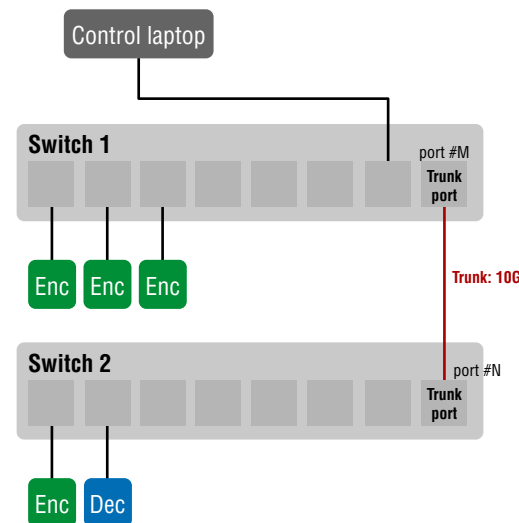 Control laptop
Switch 1
port #M
Trunk
port
Enc Enc Enc
Trunk: 10G
Switch 2
port #N
Trunk
port
Enc Dec